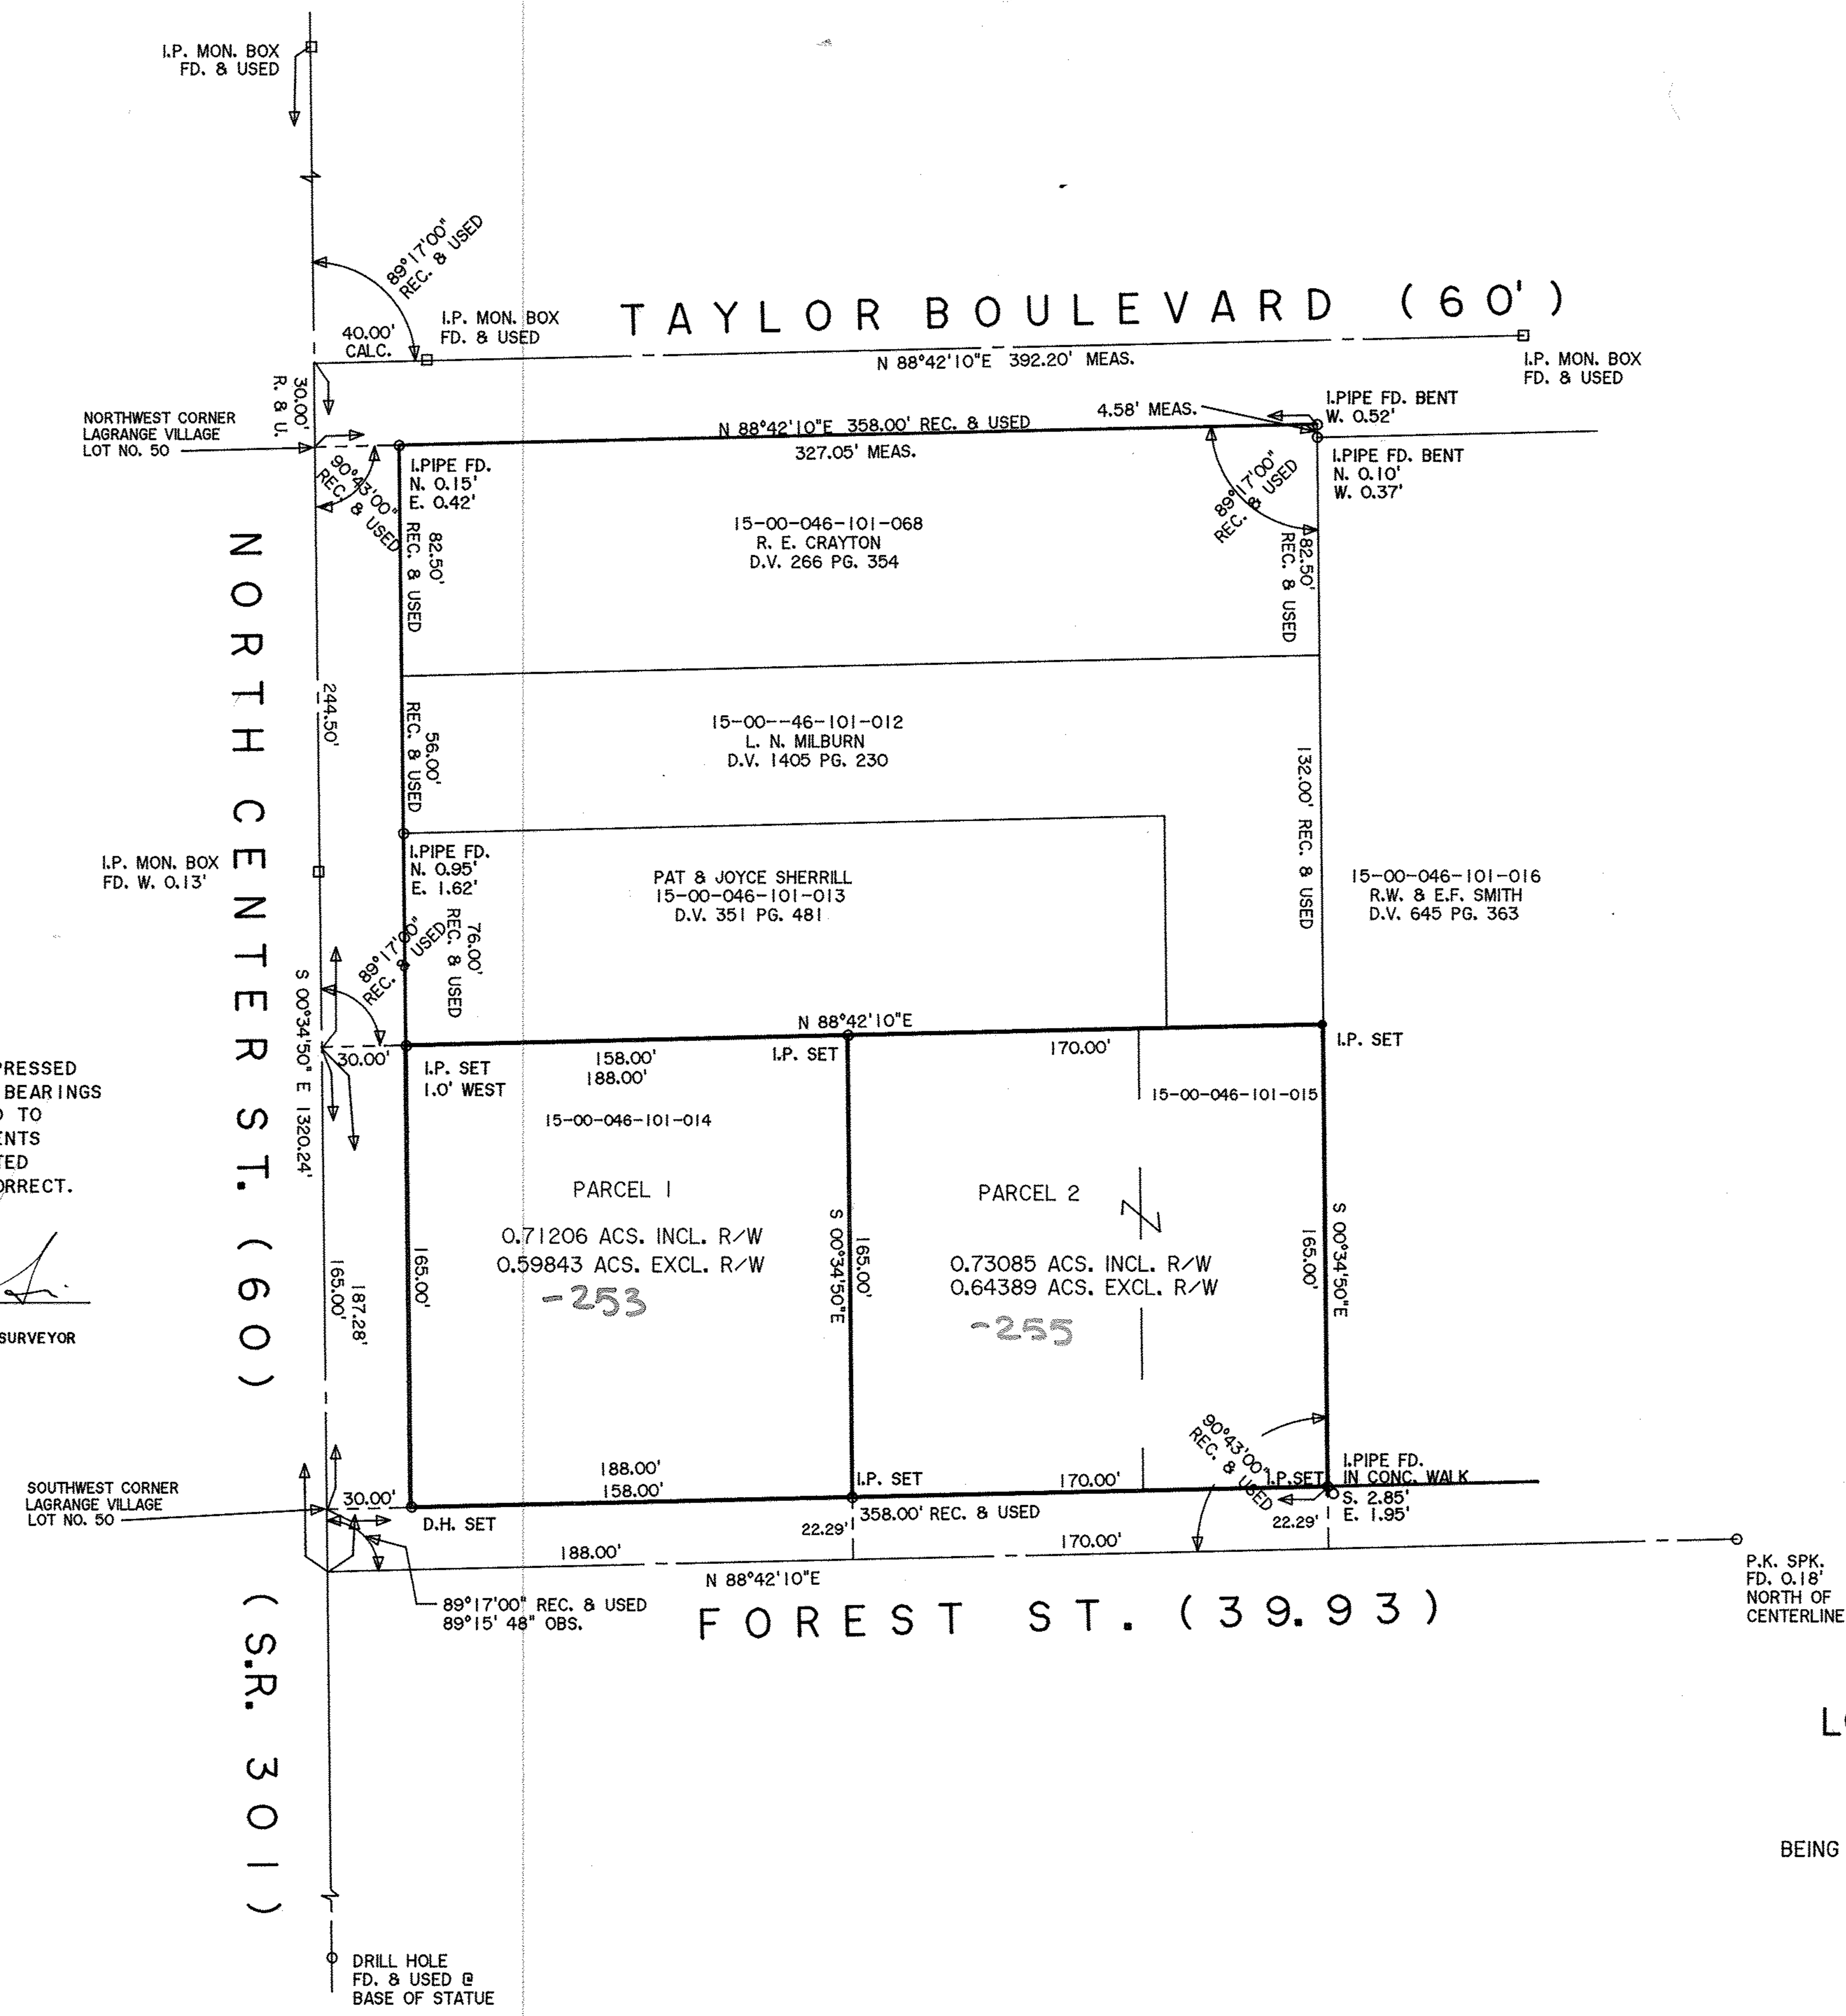 I.P. MON. BOX
FD. & USED
89°17'00"
REC. & USED
TAYLOR BOULEVARD (60')
40.00'
CALC.
I.P. MON. BOX
FD. & USED
N 88°42'10"E 392.20' MEAS.
I.P. MON. BOX
FD. & USED
30.00'
R. & U.
NORTHWEST CORNER
LAGRANGE VILLAGE
LOT NO. 50
N 88°42'10"E 358.00' REC. & USED
327.05' MEAS.
4.58' MEAS.
I.PIPE FD. BENT
W. 0.52'
I.PIPE FD. BENT
N. 0.10'
W. 0.37'
90°43'00"
REC. & USED
I.PIPE FD.
N. 0.15'
E. 0.42'
89°17'00"
REC. & USED
82.50'
REC. & USED
15-00-046-101-068
R. E. CRAYTON
D.V. 266 PG. 354
82.50'
REC. & USED
NORTH CENTER ST. (60)
244.50'
56.00'
REC. & USED
15-00--46-101-012
L. N. MILBURN
D.V. 1405 PG. 230
132.00' REC. & USED
I.P. MON. BOX
FD. W. 0.13'
I.PIPE FD.
N. 0.95'
E. 1.62'
PAT & JOYCE SHERRILL
15-00-046-101-013
D.V. 351 PG. 481
15-00-046-101-016
R.W. & E.F. SMITH
D.V. 645 PG. 363
89°17'00"
REC. & USED
76.00'
REC. & USED
S 00°34'50" E 1320.24'
N 88°42'10"E
30.00'
I.P. SET
1.0' WEST
158.00'
188.00'
I.P. SET
170.00'
I.P. SET
15-00-046-101-014
15-00-046-101-015
PRESSED
BEARINGS
TO
ENTS
TED
ORRECT.
SURVEYOR
PARCEL 1
0.71206 ACS. INCL. R/W
0.59843 ACS. EXCL. R/W
-253
PARCEL 2
0.73085 ACS. INCL. R/W
0.64389 ACS. EXCL. R/W
-255
165.00'
187.28'
165.00'
S 00°34'50"E
165.00'
S 00°34'50"E
165.00'
SOUTHWEST CORNER
LAGRANGE VILLAGE
LOT NO. 50
30.00'
D.H. SET
188.00'
158.00'
I.P. SET
170.00'
90°43'00"
REC. & USED
I.P.SET
I.PIPE FD.
IN CONC. WALK
S. 2.85'
E. 1.95'
358.00' REC. & USED
22.29'
22.29'
188.00'
170.00'
N 88°42'10"E
89°17'00" REC. & USED
89°15' 48" OBS.
FOREST ST. (39.93)
P.K. SPK.
FD. 0.18'
NORTH OF
CENTERLINE
(S.R. 301)
BEING
DRILL HOLE
FD. & USED @
BASE OF STATUE